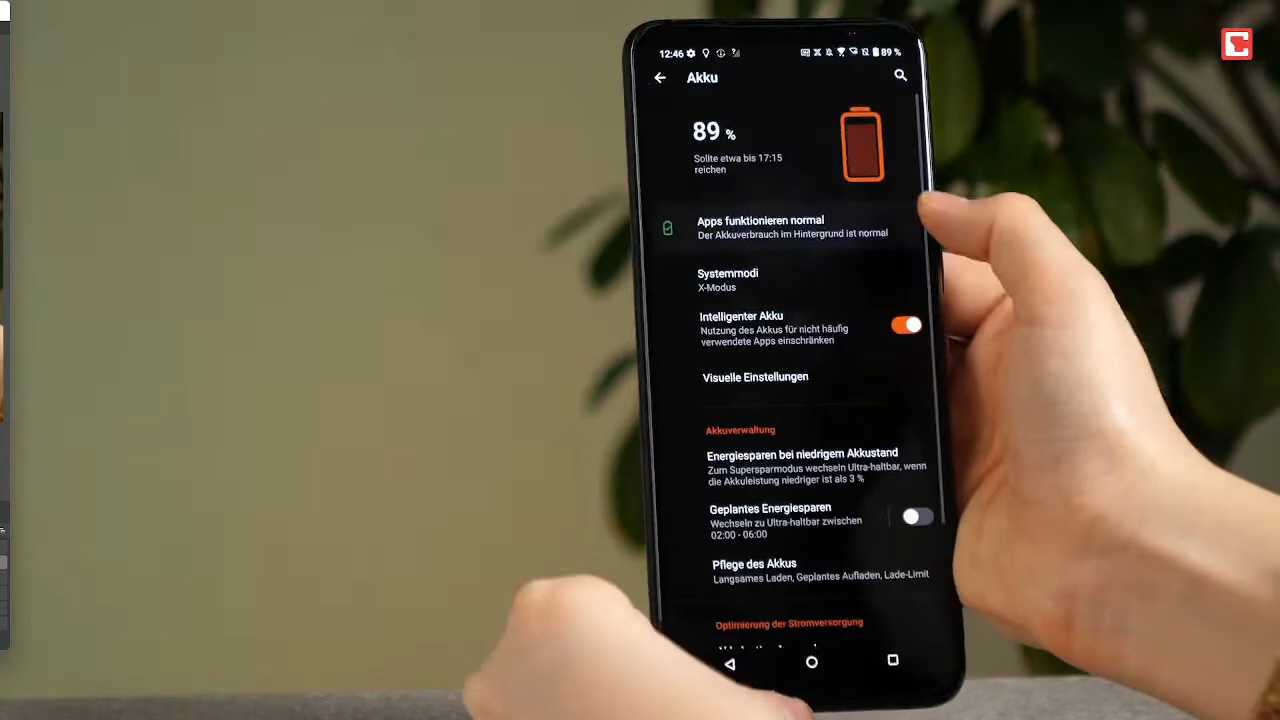 12:46
89 %
Akku
89 %
Sollte etwa bis 17:15
reichen
Apps funktionieren normal
Der Akkuverbrauch im Hintergrund ist normal
Systemmodi
X-Modus
Intelligenter Akku
Nutzung des Akkus für nicht häufig
verwendete Apps einschränken
Visuelle Einstellungen
Akkuverwaltung
Energiesparen bei niedrigem Akkustand
Zum Supersparmodus wechseln Ultra-haltbar, wenn
die Akkuleistung niedriger ist als 3 %
Geplantes Energiesparen
Wechseln zu Ultra-haltbar zwischen
02:00 - 06:00
Pflege des Akkus
Langsames Laden, Geplantes Aufladen, Lade-Limit
Optimierung der Stromversorgung